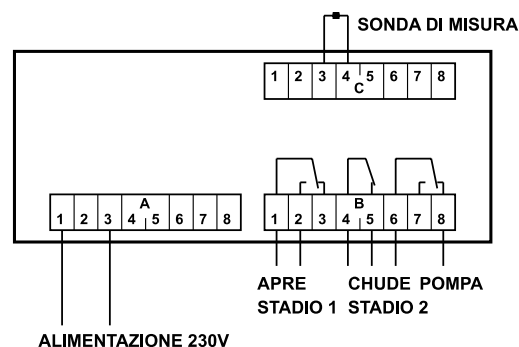 SONDA DI MISURA
1 2 3 4 5 6 7 8
C
A
1 2 3 4 5 6 7 8
B
1 2 3 4 5 6 7 8
APRE CHUDE POMPA
STADIO 1 STADIO 2
ALIMENTAZIONE 230V